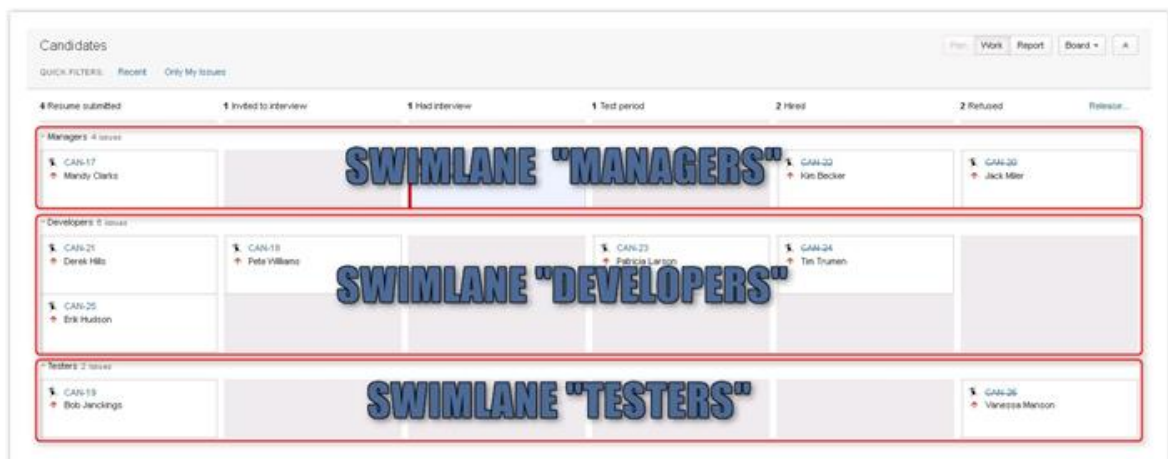 Candidates
Plan Work Report Board
QUICK FILTERS: Recent Only My Issues
4 Resume submitted 1 Invited to interview 1 Had interview 1 Test period 2 Hired 2 Refused Release...
Managers 4 issues
SWIMLANE "MANAGERS"
CAN-17 CAN-22 CAN-20
Mandy Clarks Kim Becker Jack Miler
Developers 6 issues
CAN-21 CAN-18 CAN-23 CAN-24
Derek Hills Pete Williams Patricia Larson Tim Trumen
SWIMLANE "DEVELOPERS"
CAN-25
Erik Hudson
Testers 2 issues
SWIMLANE "TESTERS"
CAN-19 CAN-26
Bob Janckings Vanessa Manson